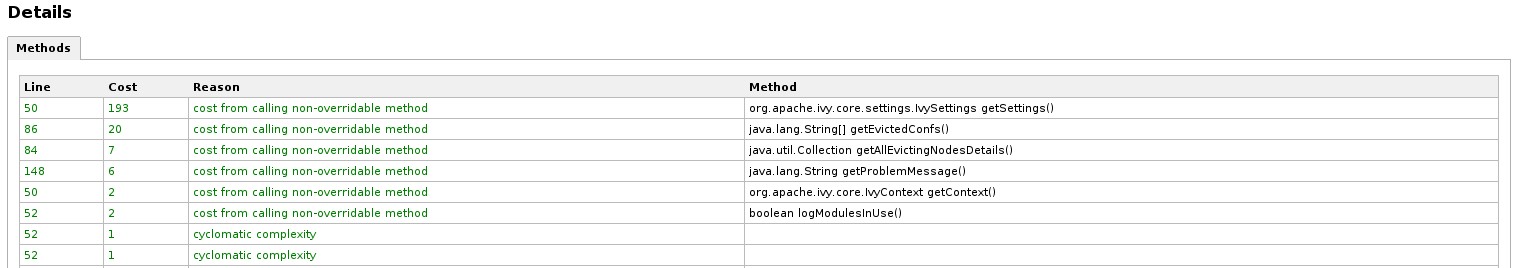 Details
Methods
Line Cost Reason Method
50 193 cost from calling non-overridable method org.apache.ivy.core.settings.IvySettings getSettings()
86 20 cost from calling non-overridable method java.lang.String[] getEvictedConfs()
84 7 cost from calling non-overridable method java.util.Collection getAllEvictingNodesDetails()
148 6 cost from calling non-overridable method java.lang.String getProblemMessage()
50 2 cost from calling non-overridable method org.apache.ivy.core.IvyContext getContext()
52 2 cost from calling non-overridable method boolean logModulesInUse()
52 1 cyclomatic complexity
52 1 cyclomatic complexity